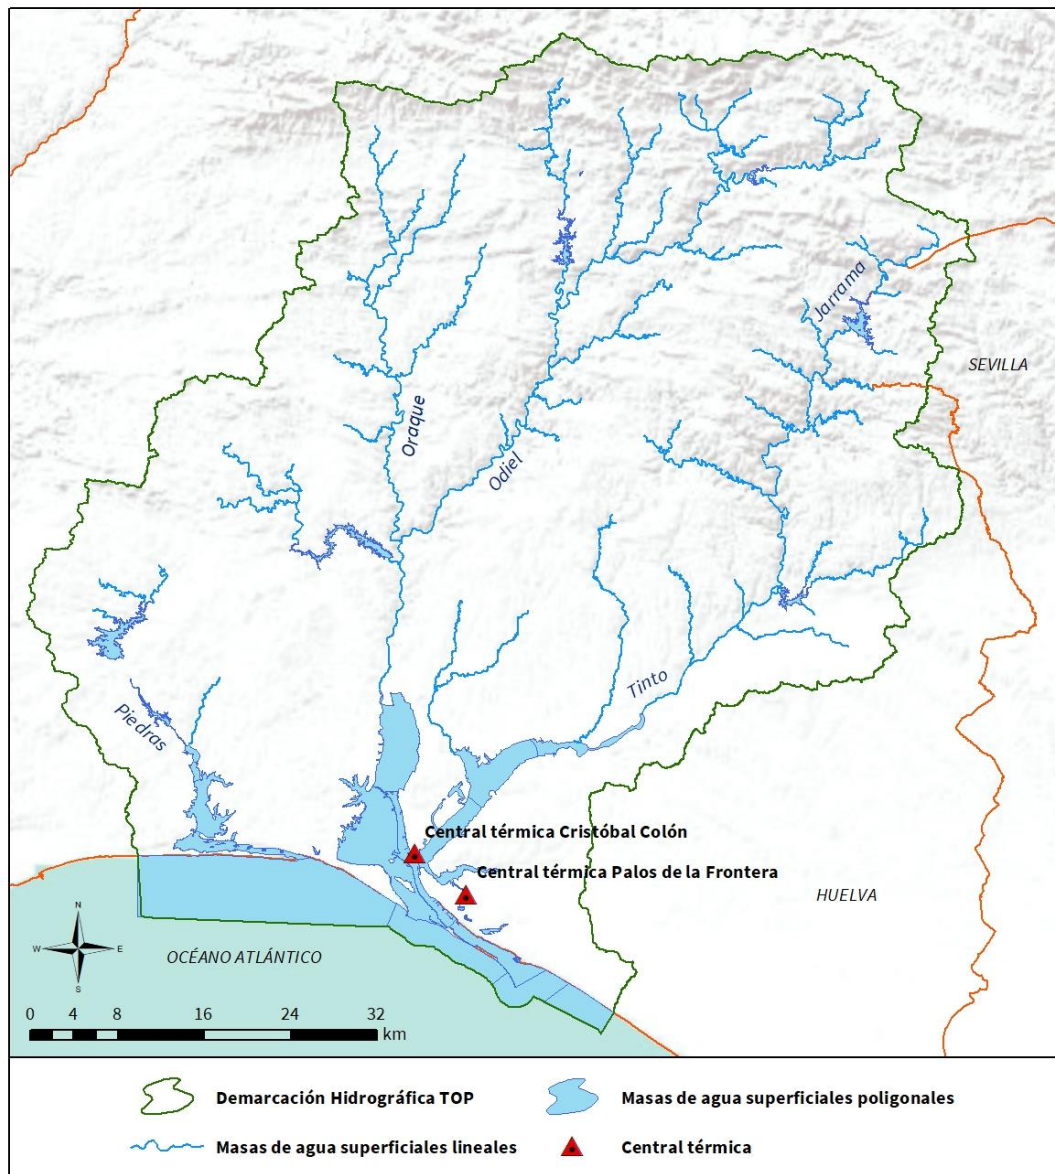 Jarrama
SEVILLA
Oraque
Odiel
Tinto
Piedras
Central térmica Cristóbal Colón
Central térmica Palos de la Frontera
HUELVA
N
W E
S
OCÉANO ATLÁNTICO
0 4 8 16 24 32
km
Demarcación Hidrográfica TOP
Masas de agua superficiales poligonales
Masas de agua superficiales lineales
Central térmica